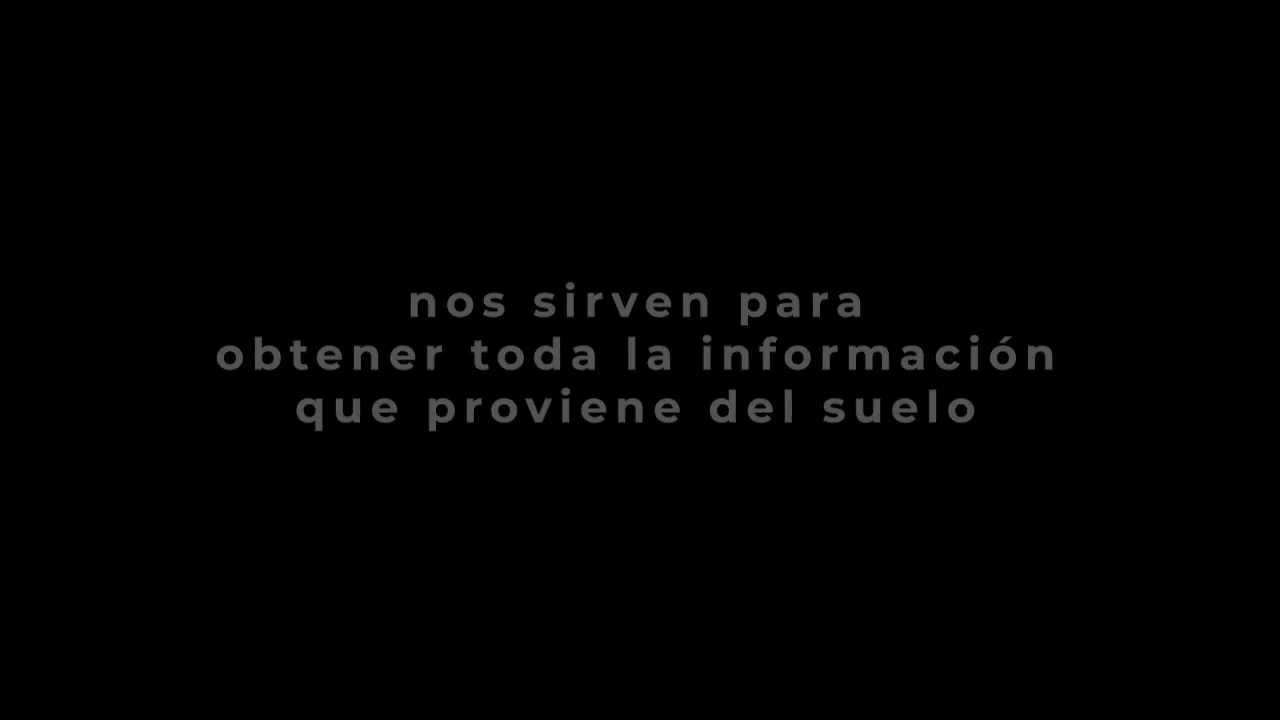 nos sirven para
obtener toda la información
que proviene del suelo